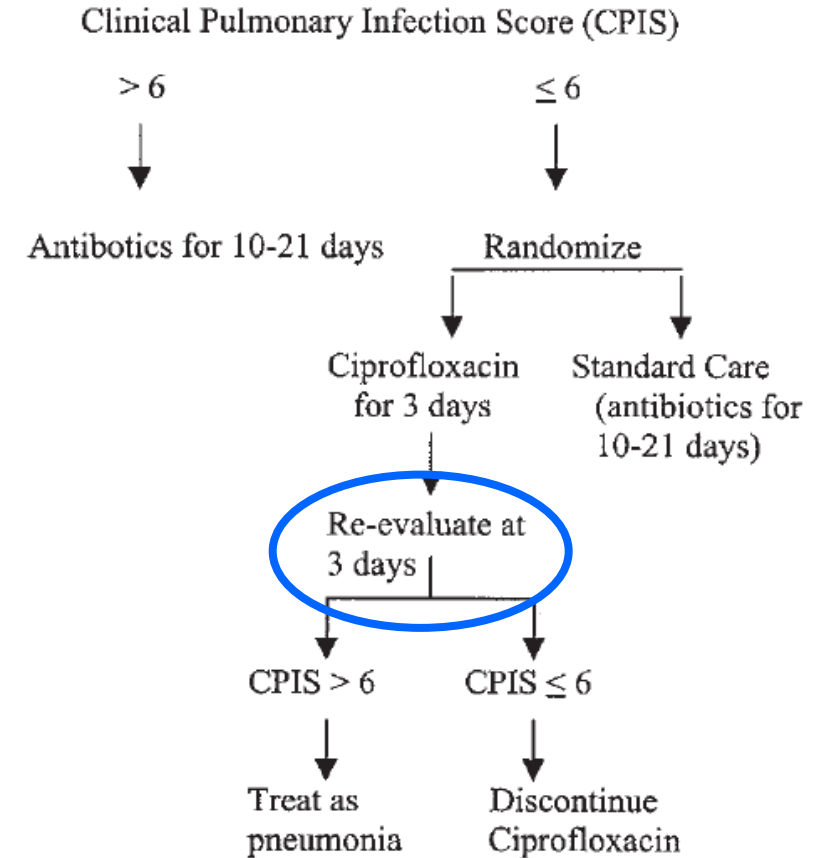 Clinical Pulmonary Infection Score (CPIS)
> 6
≤ 6
Antibotics for 10-21 days
Randomize
Ciprofloxacin
for 3 days
Standard Care
(antibiotics for
10-21 days)
Re-evaluate at
3 days
CPIS > 6
CPIS ≤ 6
Treat as
pneumonia
Discontinue
Ciprofloxacin